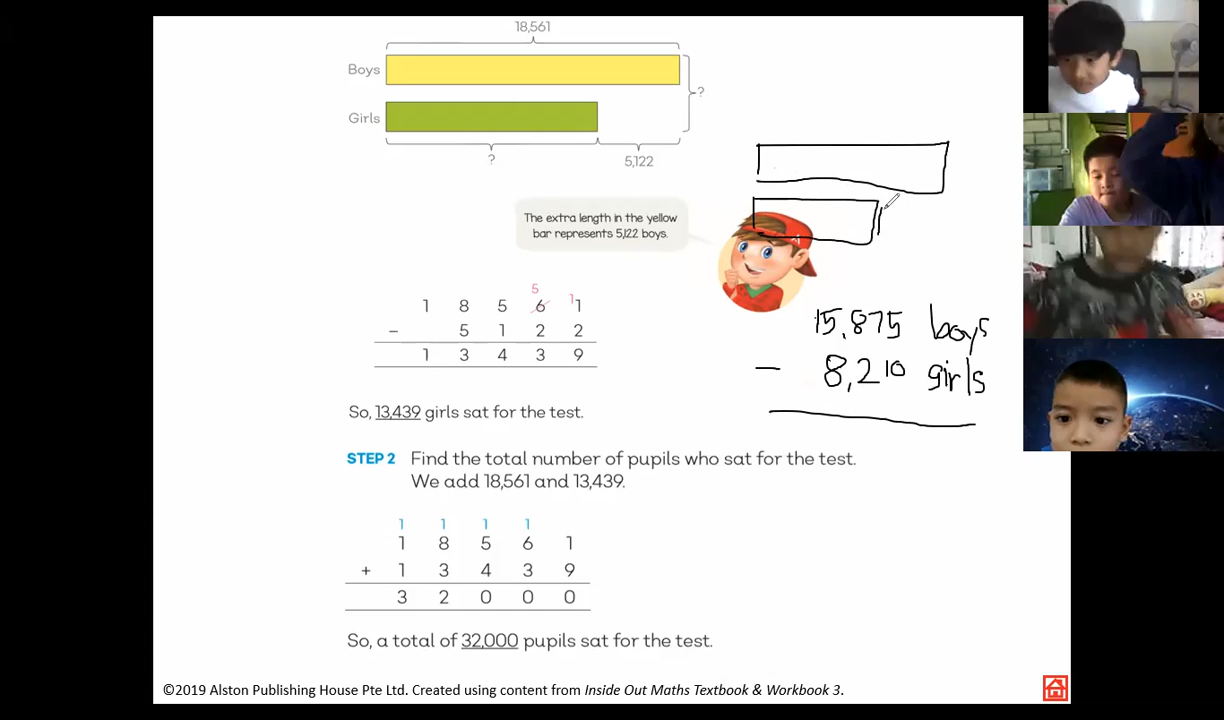 18,561
Boys
?
Girls
?
5,122
The extra length in the yellow
bar represents 5,122 boys.
5 1
1 8 5 6 1
− 5 1 2 2
1 3 4 3 9
15,875 boys
− 8,210 girls
So, 13,439 girls sat for the test.
STEP 2 Find the total number of pupils who sat for the test.
We add 18,561 and 13,439.
1 1 1 1
1 8 5 6 1
+ 1 3 4 3 9
3 2 0 0 0
So, a total of 32,000 pupils sat for the test.
©2019 Alston Publishing House Pte Ltd. Created using content from Inside Out Maths Textbook & Workbook 3.